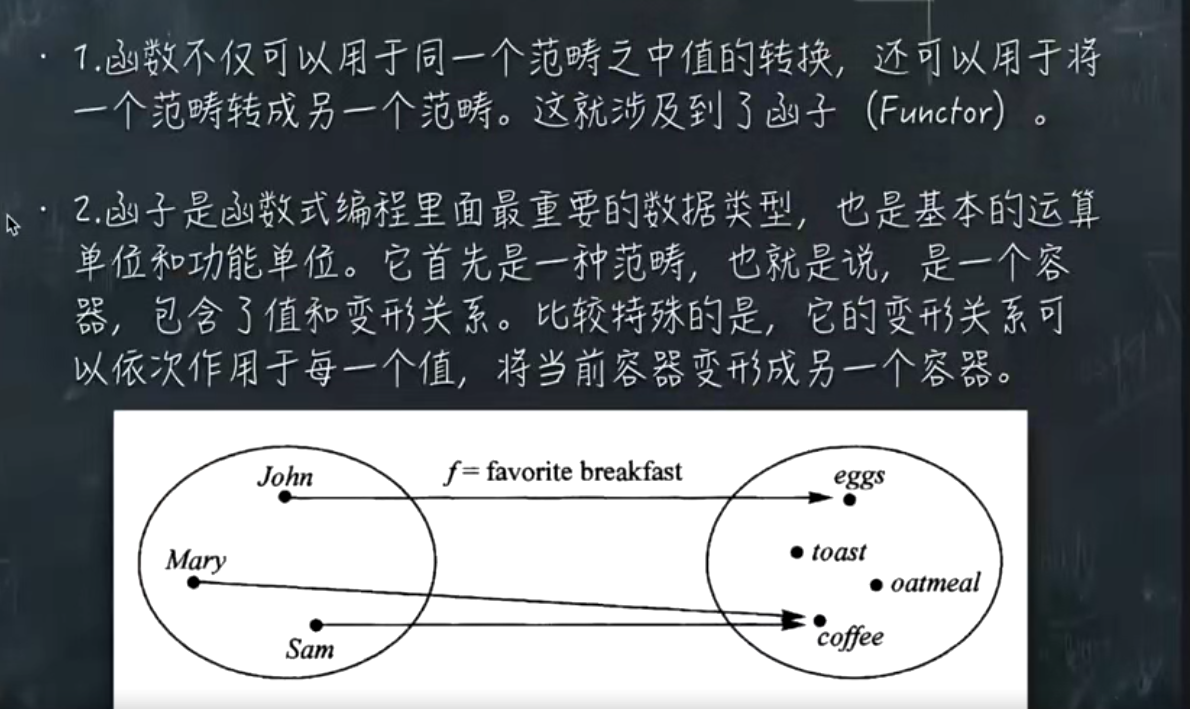 · 1.函数不仅可以用于同一个范畴之中值的转换，还可以用于将
一个范畴转成另一个范畴。这就涉及到了函子（Functor）。
· 2.函子是函数式编程里面最重要的数据类型，也是基本的运算
单位和功能单位。它首先是一种范畴，也就是说，是一个容
器，包含了值和变形关系。比较特殊的是，它的变形关系可
以依次作用于每一个值，将当前容器变形成另一个容器。
John
f = favorite breakfast
eggs
Mary
toast
oatmeal
Sam
coffee